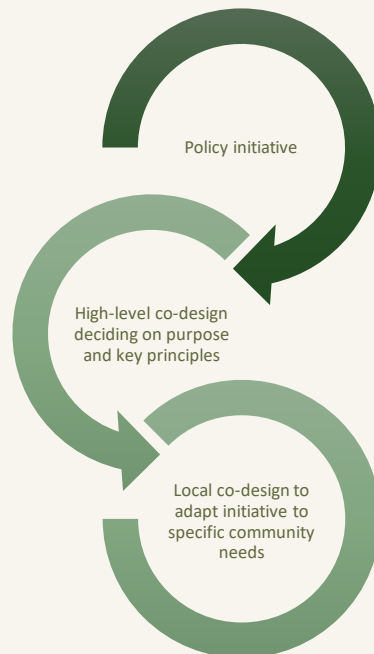 Policy initiative
High-level co-design
deciding on purpose
and key principles
Local co-design to
adapt initiative to
specific community
needs